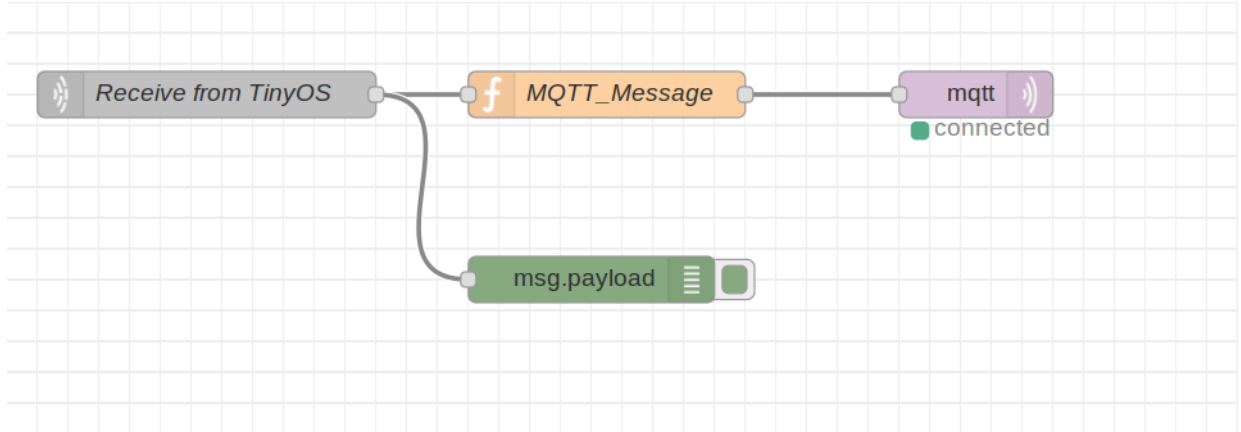 Receive from TinyOS
MQTT_Message
mqtt
connected
msg.payload